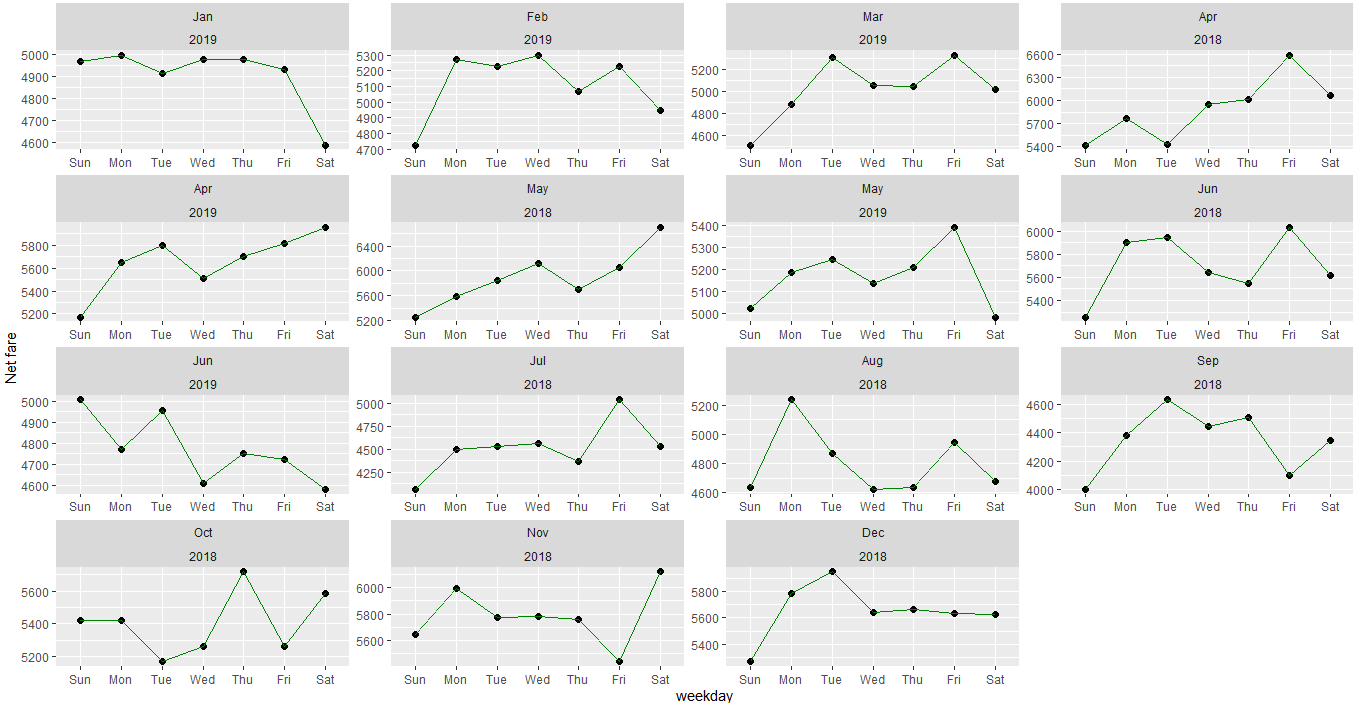 Jan
2019
5000
4900
4800
4700
4600
Sun Mon Tue Wed Thu Fri Sat
Feb
2019
5300
5200
5100
5000
4900
4800
4700
Sun Mon Tue Wed Thu Fri Sat
Mar
2019
5200
5000
4800
4600
Sun Mon Tue Wed Thu Fri Sat
Apr
2018
6600
6300
6000
5700
5400
Sun Mon Tue Wed Thu Fri Sat
Apr
2019
5800
5600
5400
5200
Sun Mon Tue Wed Thu Fri Sat
May
2018
6400
6000
5600
5200
Sun Mon Tue Wed Thu Fri Sat
May
2019
5400
5300
5200
5100
5000
Sun Mon Tue Wed Thu Fri Sat
Jun
2018
6000
5800
5600
5400
Sun Mon Tue Wed Thu Fri Sat
Net fare
Jun
2019
5000
4900
4800
4700
4600
Sun Mon Tue Wed Thu Fri Sat
Jul
2018
5000
4750
4500
4250
Sun Mon Tue Wed Thu Fri Sat
Aug
2018
5200
5000
4800
4600
Sun Mon Tue Wed Thu Fri Sat
Sep
2018
4600
4400
4200
4000
Sun Mon Tue Wed Thu Fri Sat
Oct
2018
5600
5400
5200
Sun Mon Tue Wed Thu Fri Sat
Nov
2018
6000
5800
5600
Sun Mon Tue Wed Thu Fri Sat
Dec
2018
5800
5600
5400
Sun Mon Tue Wed Thu Fri Sat
weekday